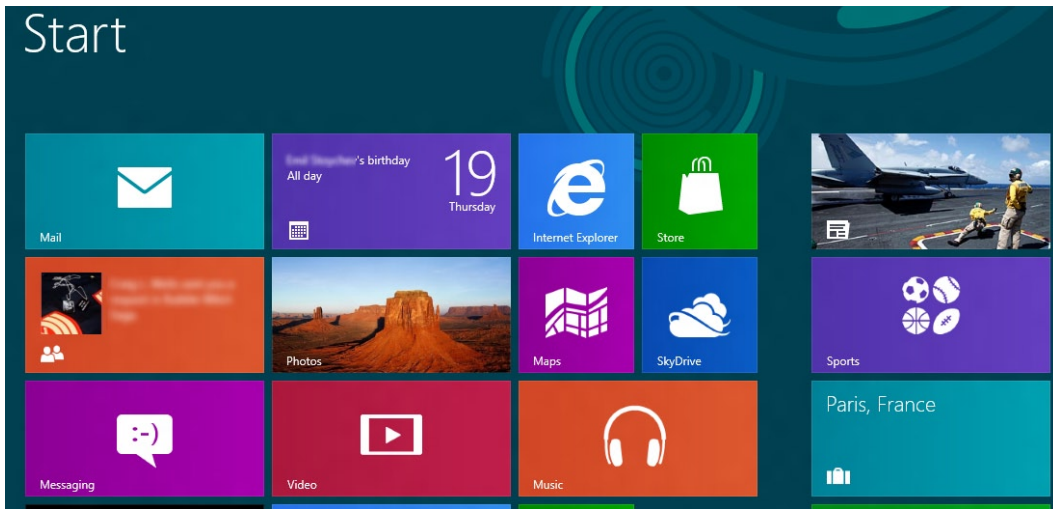 Start
Mail
's birthday
All day
19
Thursday
Internet Explorer
Store
Photos
Maps
SkyDrive
Sports
Messaging
:-)
Video
Music
Paris, France